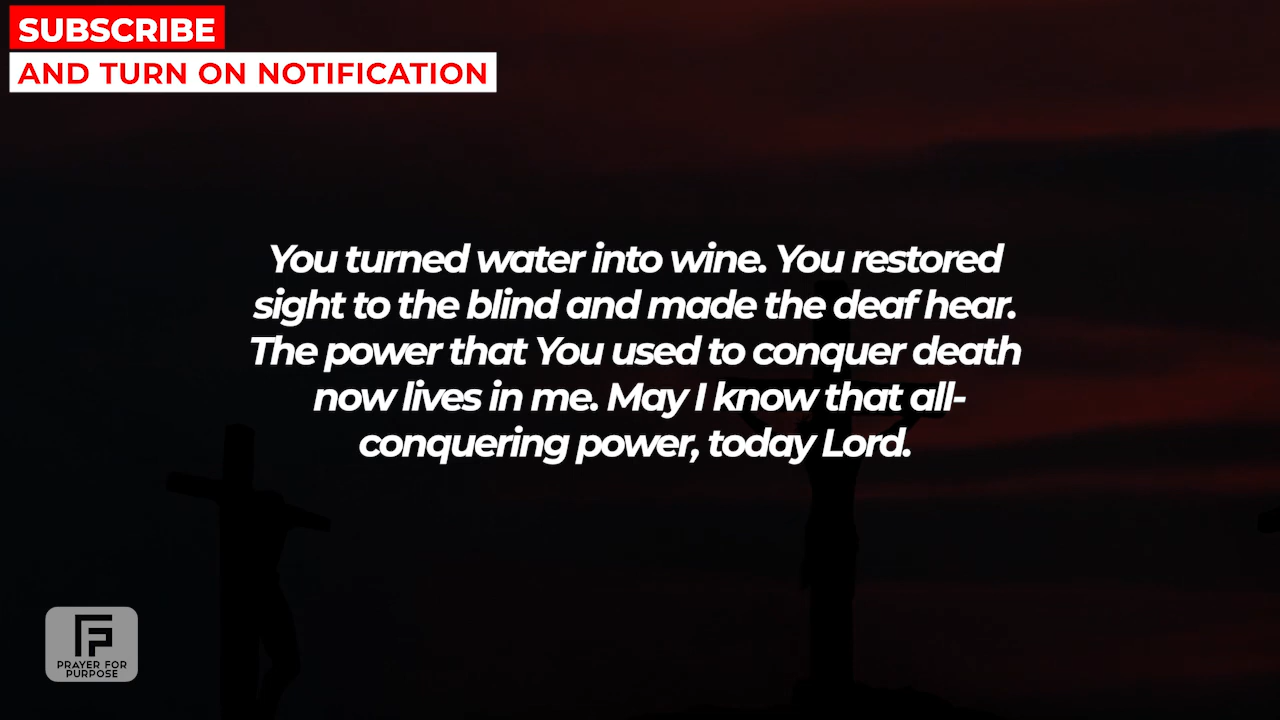 SUBSCRIBE
AND TURN ON NOTIFICATION
You turned water into wine. You restored
sight to the blind and made the deaf hear.
The power that You used to conquer death
now lives in me. May I know that all-
conquering power, today Lord.
PRAYER FOR
PURPOSE